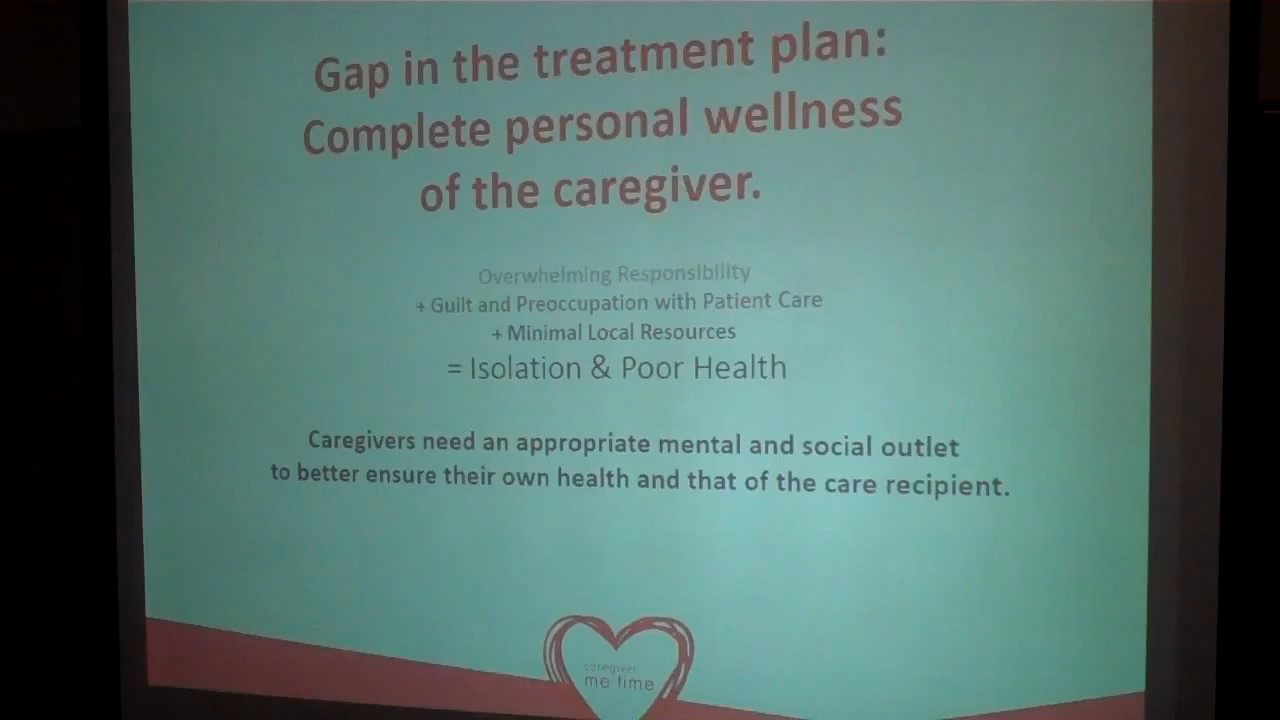 Gap in the treatment plan:
Complete personal wellness
of the caregiver.
Overwhelming Responsibility
+ Guilt and Preoccupation with Patient Care
+ Minimal Local Resources
= Isolation & Poor Health
Caregivers need an appropriate mental and social outlet
to better ensure their own health and that of the care recipient.
caregiver
me time